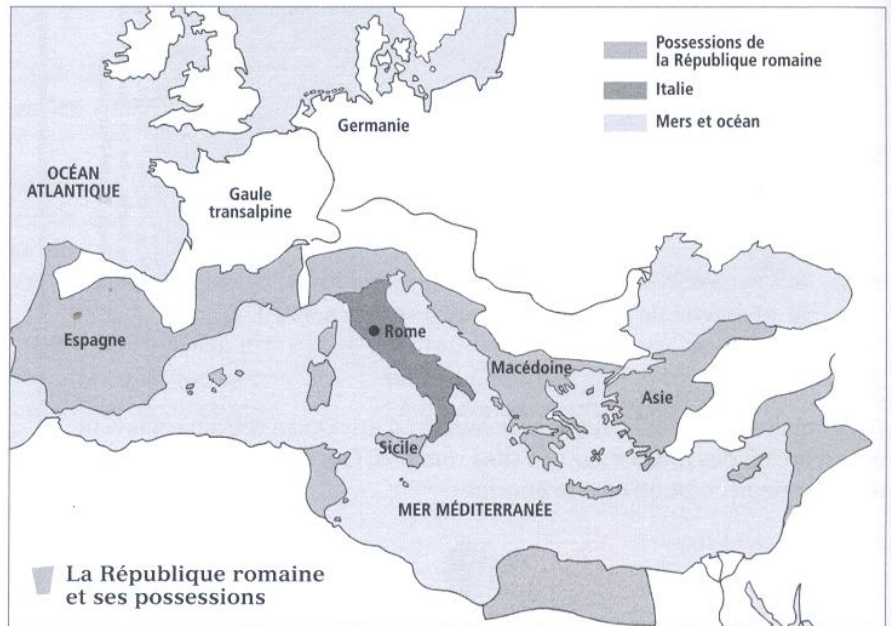 Possessions de
la République romaine
Italie
Mers et océan
Germanie
OCÉAN
ATLANTIQUE
Gaule
transalpine
Espagne
Rome
Macédoine
Asie
Sicile
MER MÉDITERRANÉE
La République romaine
et ses possessions